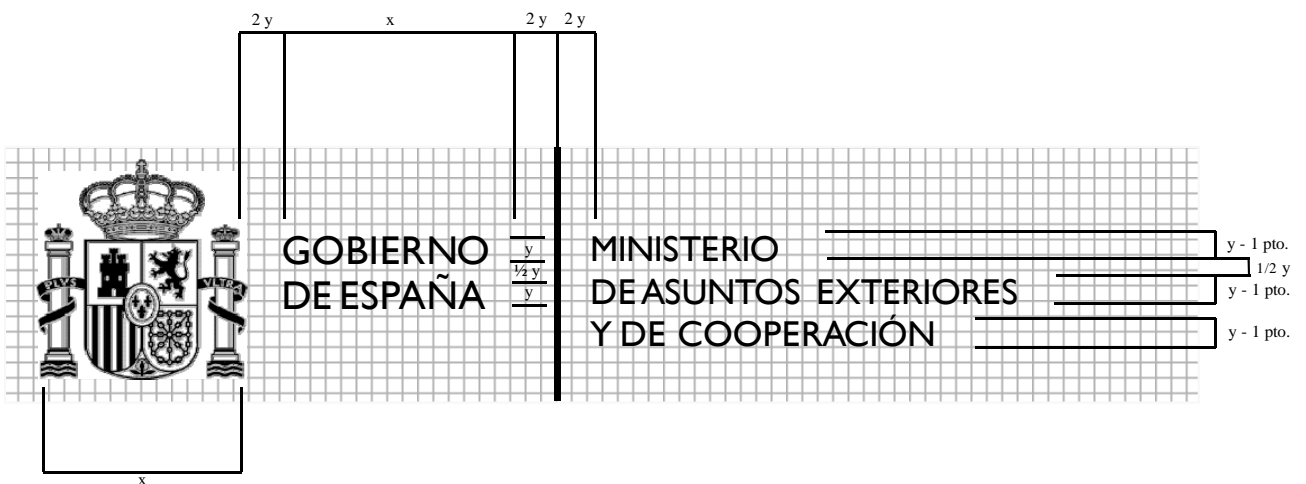 2 y x 2 y 2 y
GOBIERNO
DE ESPAÑA
y
½ y
y
MINISTERIO
DE ASUNTOS EXTERIORES
Y DE COOPERACIÓN
y - 1 pto.
1/2 y
y - 1 pto.
y - 1 pto.
PLVS VLTRA
x